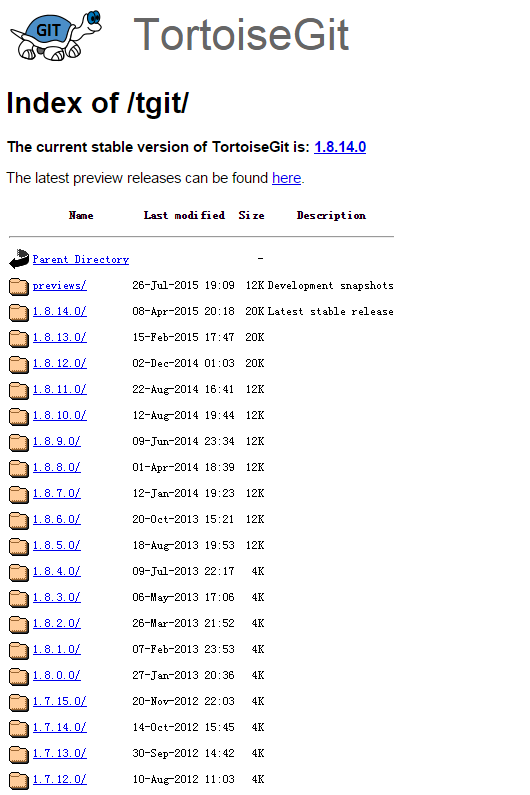 GIT
TortoiseGit
Index of /tgit/
The current stable version of TortoiseGit is: 1.8.14.0
The latest preview releases can be found here.
Name Last modified Size Description
Parent Directory -
previews/ 26-Jul-2015 19:09 12K Development snapshots
1.8.14.0/ 08-Apr-2015 20:18 20K Latest stable release
1.8.13.0/ 15-Feb-2015 17:47 20K
1.8.12.0/ 02-Dec-2014 01:03 20K
1.8.11.0/ 22-Aug-2014 16:41 12K
1.8.10.0/ 12-Aug-2014 19:44 12K
1.8.9.0/ 09-Jun-2014 23:34 12K
1.8.8.0/ 01-Apr-2014 18:39 12K
1.8.7.0/ 12-Jan-2014 19:23 12K
1.8.6.0/ 20-Oct-2013 15:21 12K
1.8.5.0/ 18-Aug-2013 19:53 12K
1.8.4.0/ 09-Jul-2013 22:17 4K
1.8.3.0/ 06-May-2013 17:06 4K
1.8.2.0/ 26-Mar-2013 21:52 4K
1.8.1.0/ 07-Feb-2013 23:53 4K
1.8.0.0/ 27-Jan-2013 20:36 4K
1.7.15.0/ 20-Nov-2012 22:03 4K
1.7.14.0/ 14-Oct-2012 15:45 4K
1.7.13.0/ 30-Sep-2012 14:42 4K
1.7.12.0/ 10-Aug-2012 11:03 4K